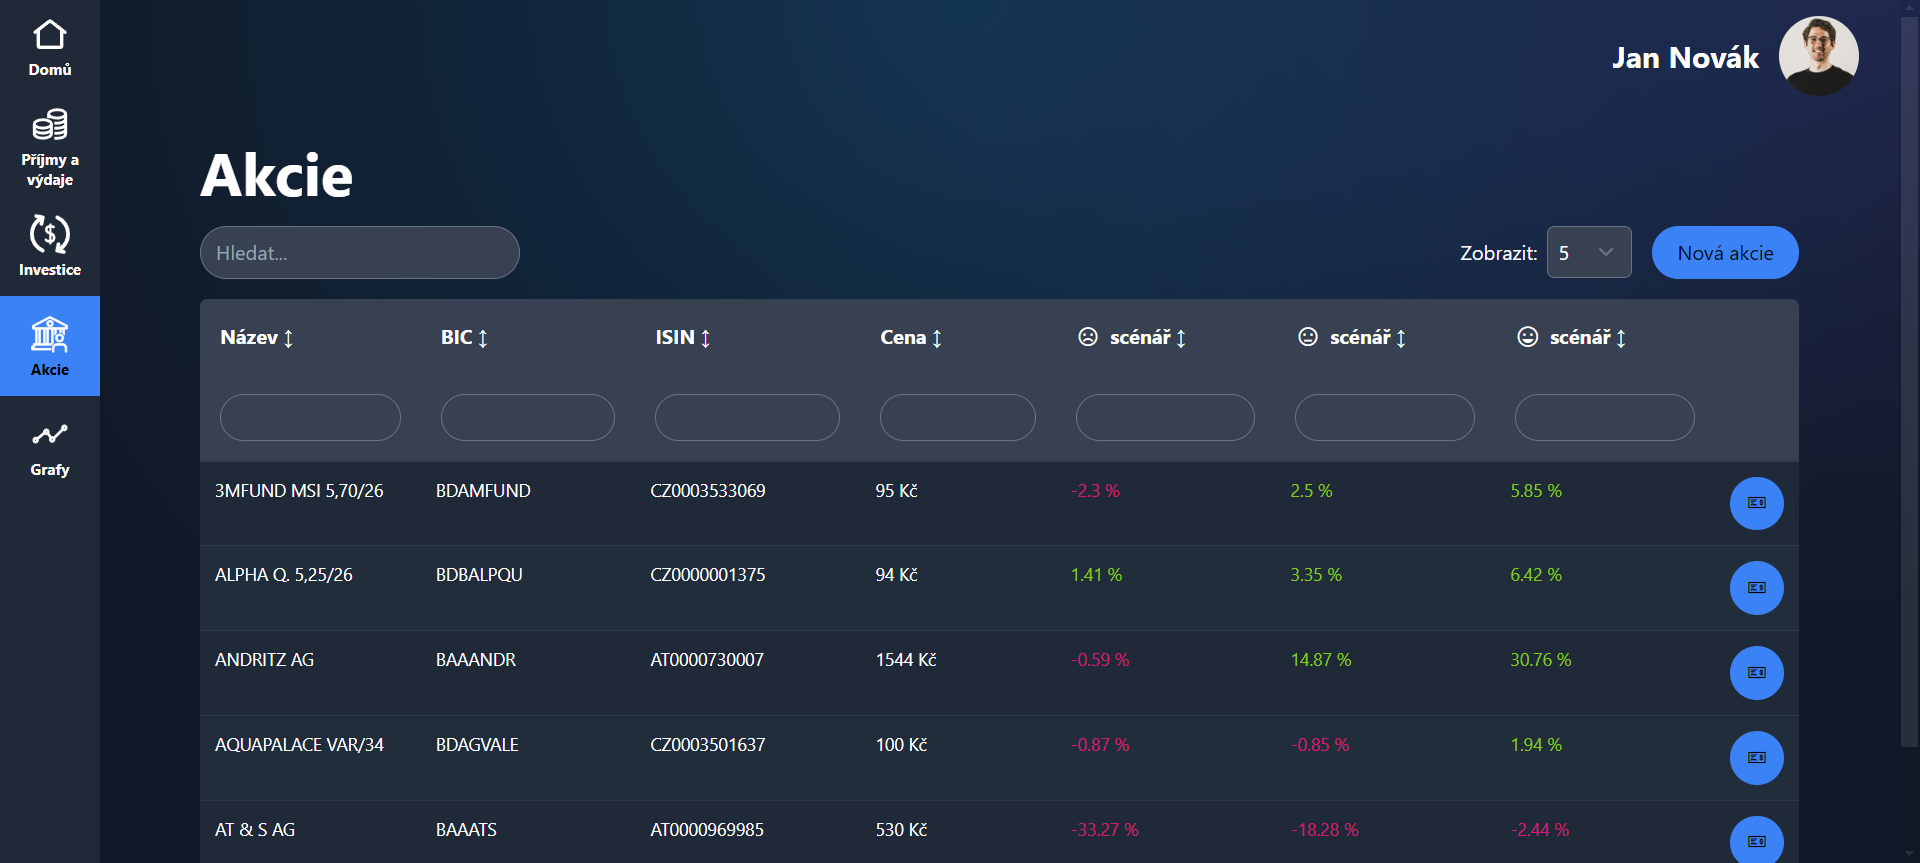 Domů
Příjmy a
výdaje
Investice
Akcie
Grafy
Jan Novák
Akcie
Hledat...
Zobrazit: 5
Nová akcie
Název BIC ISIN Cena scénář scénář scénář
3MFUND MSI 5,70/26 BDAMFUND CZ0003533069 95 Kč -2.3 % 2.5 % 5.85 %
ALPHA Q. 5,25/26 BDBALPQU CZ0000001375 94 Kč 1.41 % 3.35 % 6.42 %
ANDRITZ AG BAAANDR AT0000730007 1544 Kč -0.59 % 14.87 % 30.76 %
AQUAPALACE VAR/34 BDAGVALE CZ0003501637 100 Kč -0.87 % -0.85 % 1.94 %
AT & S AG BAAATS AT0000969985 530 Kč -33.27 % -18.28 % -2.44 %